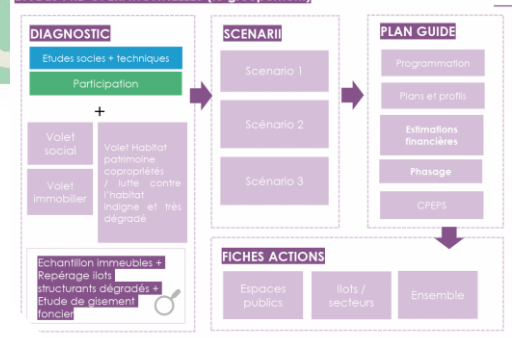 DIAGNOSTIC
Etudes socles + techniques
Participation
+
Volet
social
Volet
immobilier
Volet Habitat
patrimoine
copropriétés
/ lutte contre
l'habitat
indigne et très
dégradé
Echantillon immeubles +
Repérage ilots
structurants dégradés +
Etude de gisement
foncier
SCENARII
Scenario 1
Scénario 2
Scénario 3
PLAN GUIDE
Programmation
Plans et profils
Estimations
financières
Phasage
CPEPS
FICHES ACTIONS
Espaces
publics
Ilots /
secteurs
Ensemble